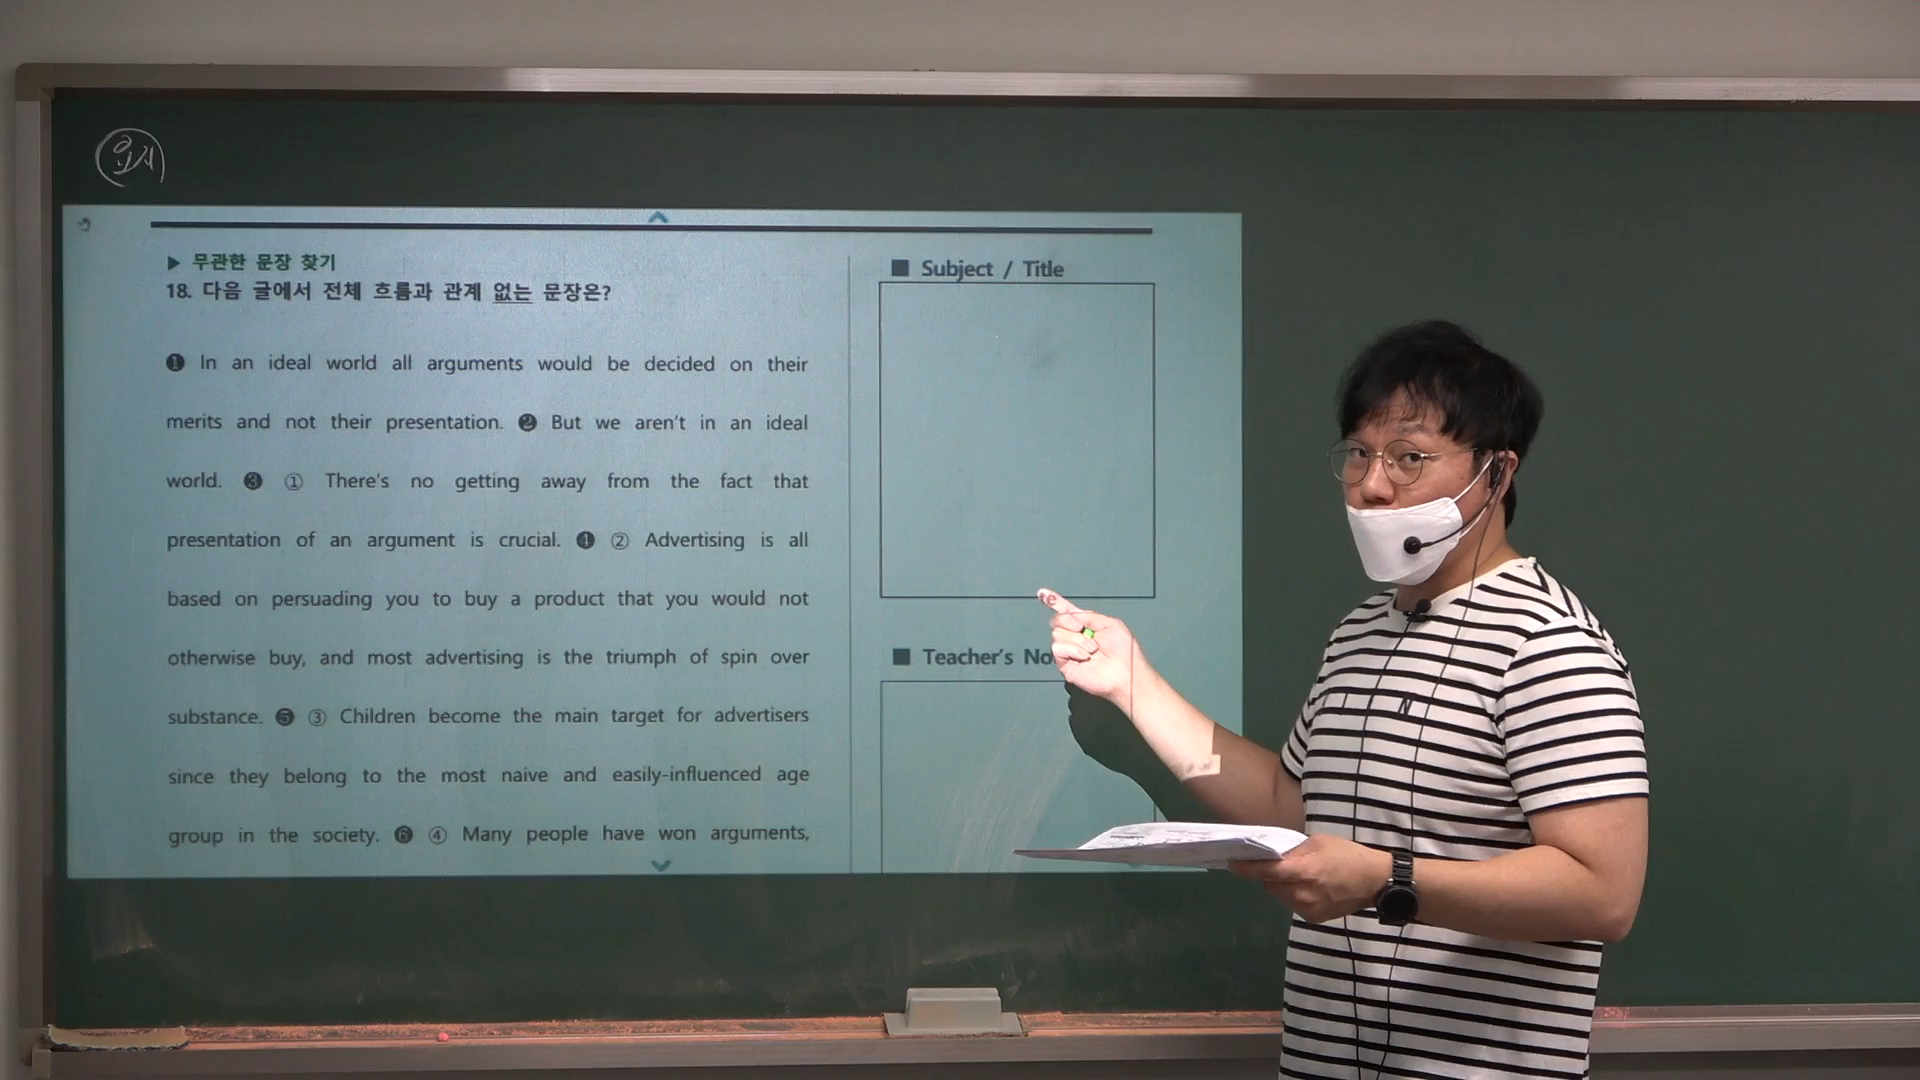 요지
▶ 무관한 문장 찾기
18. 다음 글에서 전체 흐름과 관계 없는 문장은?
❶ In an ideal world all arguments would be decided on their
merits and not their presentation. ❷ But we aren't in an ideal
world. ❸ ① There's no getting away from the fact that
presentation of an argument is crucial. ❹ ② Advertising is all
based on persuading you to buy a product that you would not
otherwise buy, and most advertising is the triumph of spin over
substance. ❺ ③ Children become the main target for advertisers
since they belong to the most naive and easily-influenced age
group in the society. ❻ ④ Many people have won arguments,
■ Subject / Title
■ Teacher's No
te
N